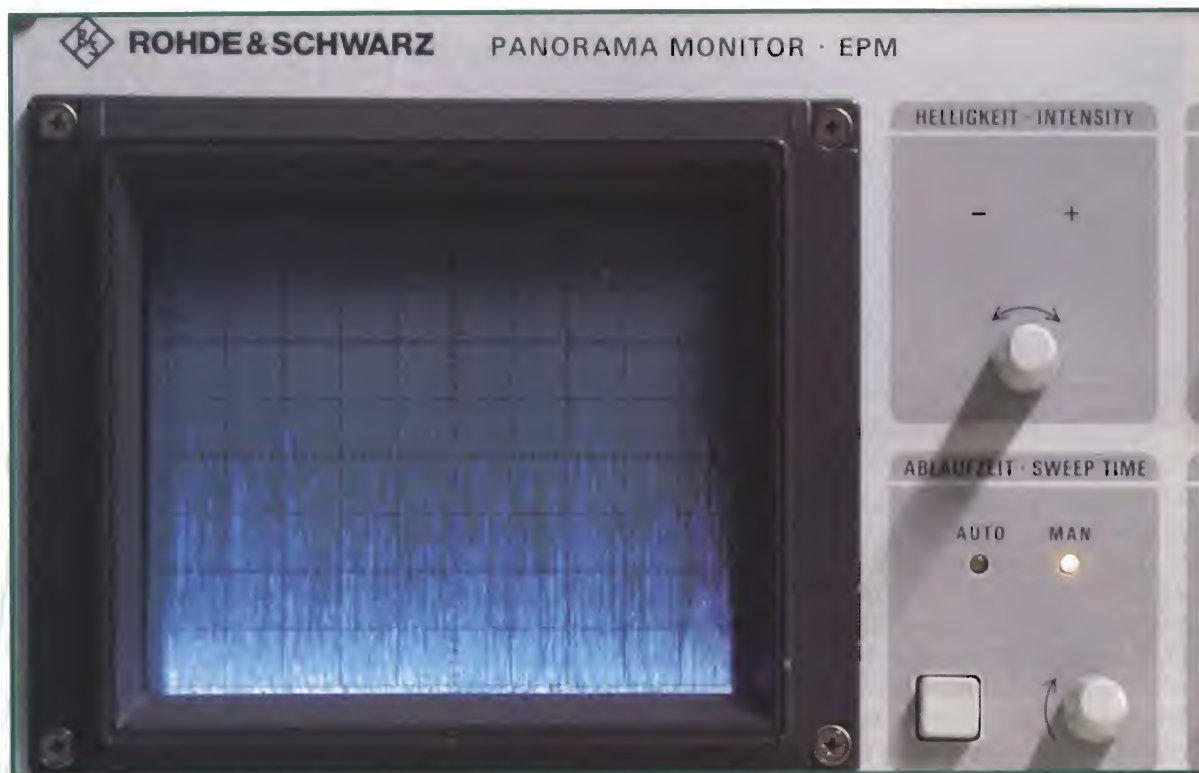 R&S ROHDE & SCHWARZ PANORAMA MONITOR · EPM
HELLIGKEIT · INTENSITY
- +
ABLAUFZEIT · SWEEP TIME
AUTO MAN